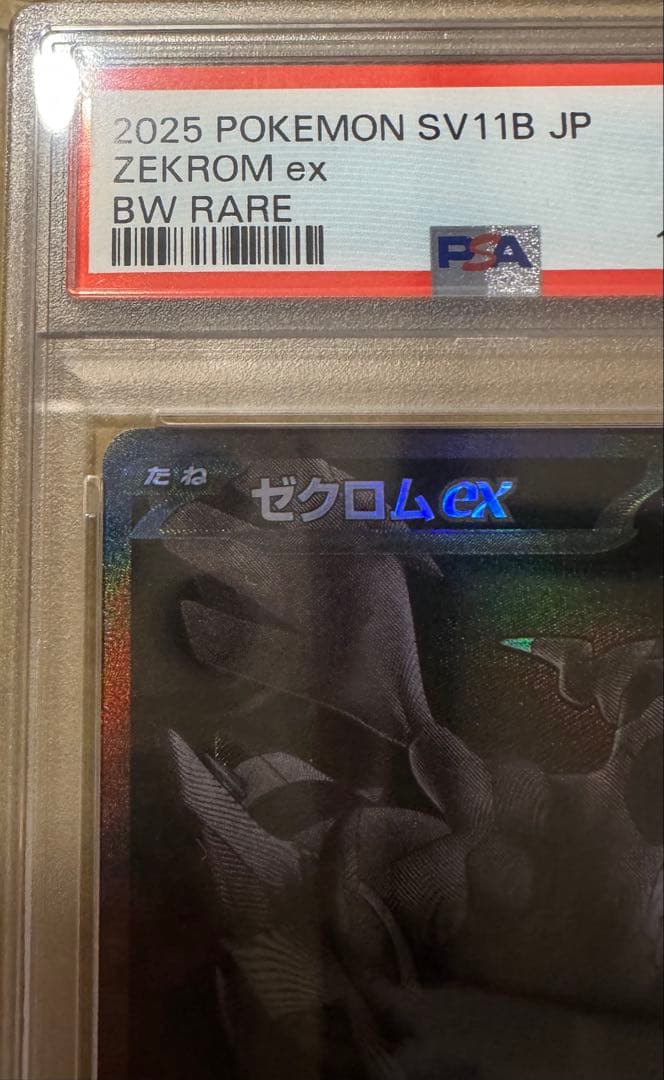 2025 POKEMON SV11B JP
ZEKROM ex
BW RARE
PSA
たね
ゼクロムex